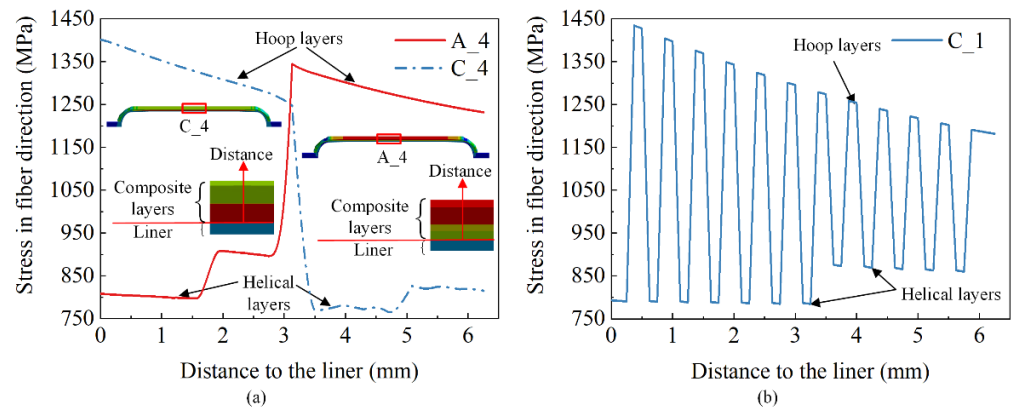 Stress in fiber direction (MPa)
1450
1350
1250
1150
1050
950
850
750
0
1
2
3
4
5
6
Distance to the liner (mm)
(a)
Hoop layers
A_4
C_4
C_4
A_4
Distance
Composite
layers
Liner
Distance
Composite
layers
Liner
Helical
layers
Stress in fiber direction (MPa)
1450
1350
1250
1150
1050
950
850
750
0
1
2
3
4
5
6
Distance to the liner (mm)
(b)
Hoop layers
C_1
Helical layers